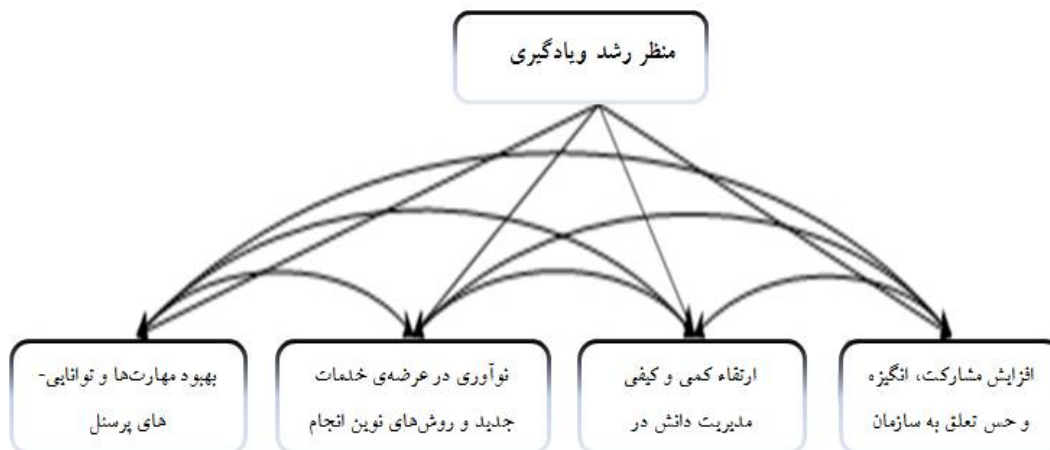 منظر رشد ویادگیری
افزایش مشارکت، انگیزه
و حس تعلق به سازمان
ارتقاء کمی و کیفی
مدیریت دانش در
نوآوری در عرضه‌ی خدمات
جدید و روش‌های نوین انجام
بهبود مهارت‌ها و توانایی-
های پرسنل